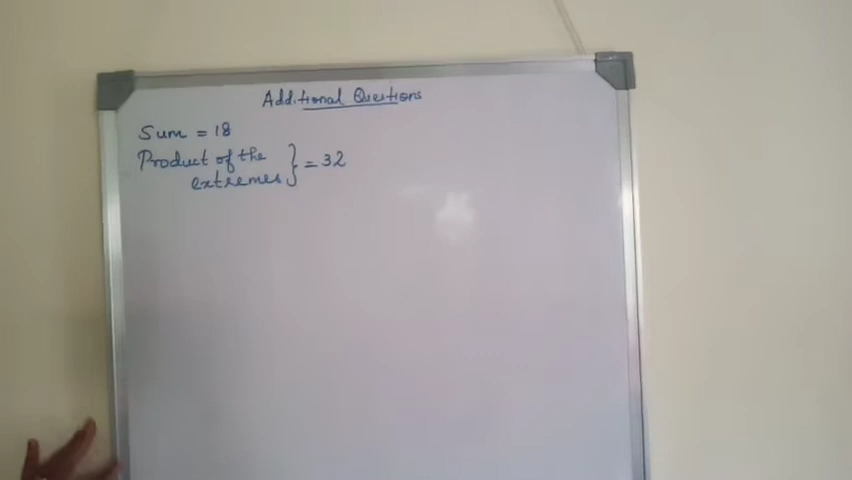 Additional Questions
Sum = 18
Product of the
extremes } = 32